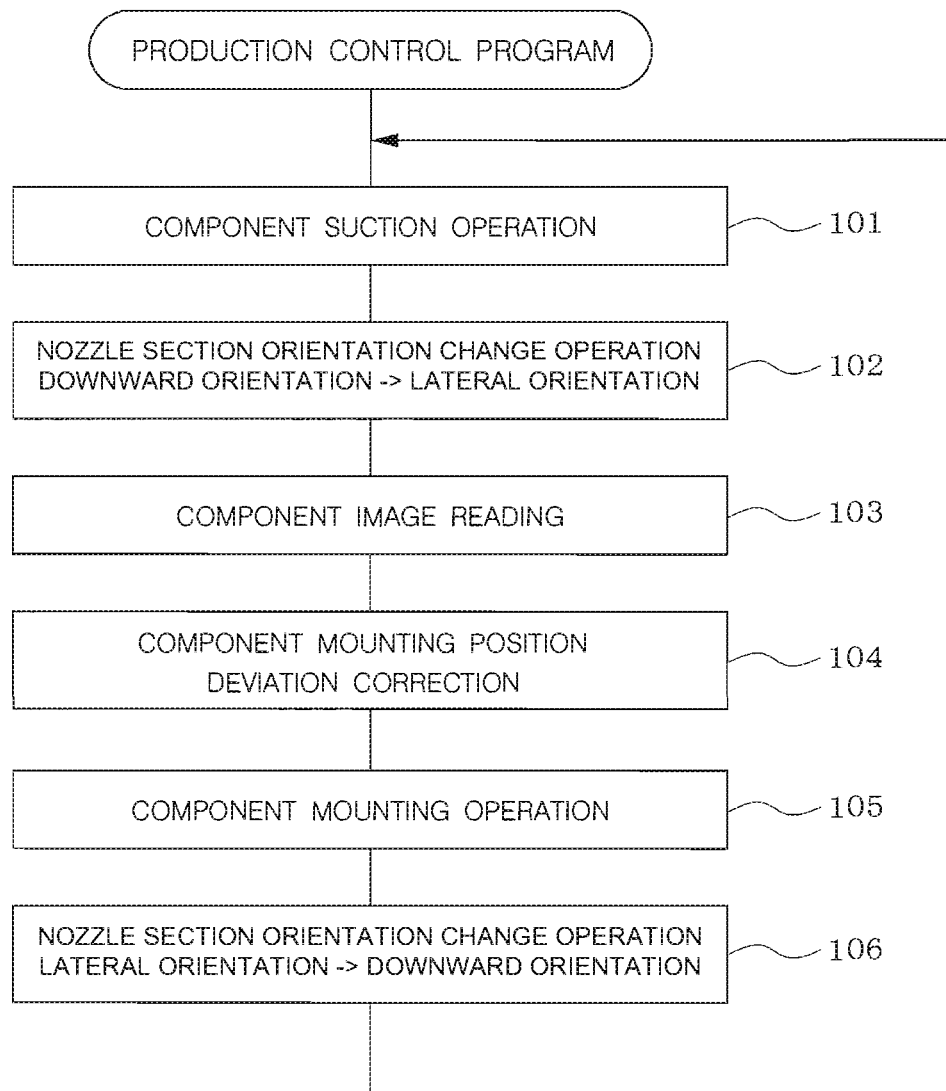 PRODUCTION CONTROL PROGRAM
COMPONENT SUCTION OPERATION
101
NOZZLE SECTION ORIENTATION CHANGE OPERATION
DOWNWARD ORIENTATION -> LATERAL ORIENTATION
102
COMPONENT IMAGE READING
103
COMPONENT MOUNTING POSITION
DEVIATION CORRECTION
104
COMPONENT MOUNTING OPERATION
105
NOZZLE SECTION ORIENTATION CHANGE OPERATION
LATERAL ORIENTATION -> DOWNWARD ORIENTATION
106